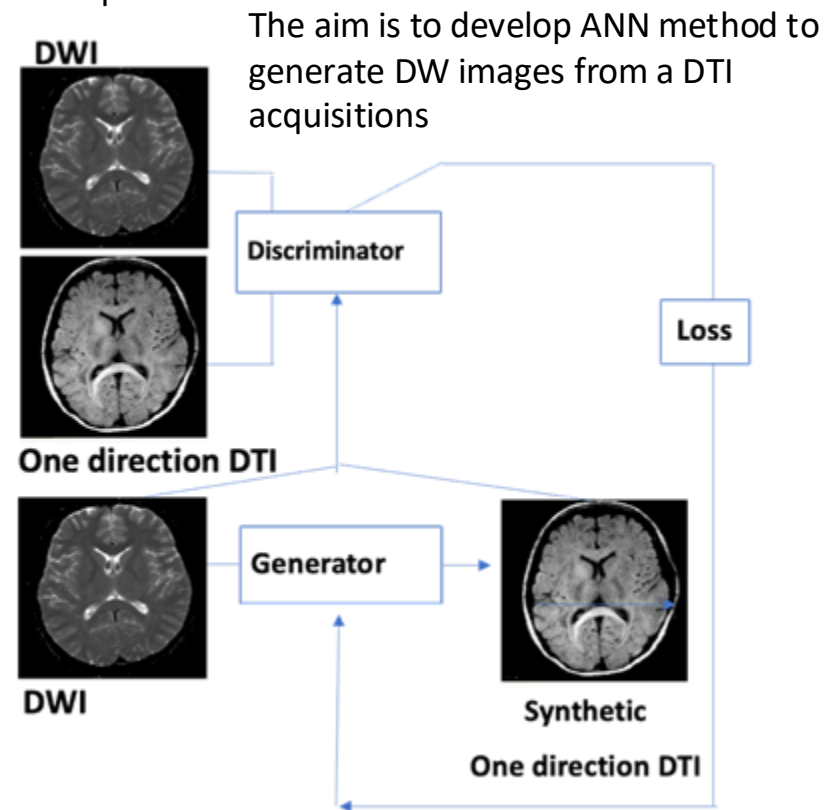 The aim is to develop ANN method to
generate DW images from a DTI
acquisitions
DWI
Discriminator
Loss
One direction DTI
Generator
DWI
Synthetic
One direction DTI